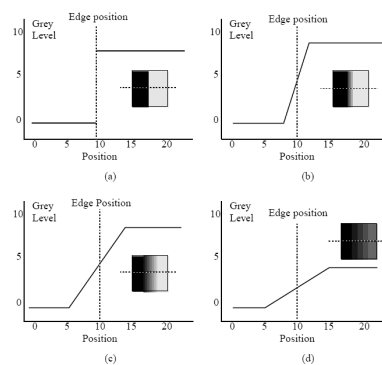 Edge position
Grey
Level
10
5
0
0 5 10 15 20
Position
(a)
Edge position
Grey
Level
10
5
0
0 5 10 15 20
Position
(b)
Edge Position
Grey
Level
10
5
0
0 5 10 15 20
Position
(c)
Edge position
Grey
Level
10
5
0
0 5 10 15 20
Position
(d)